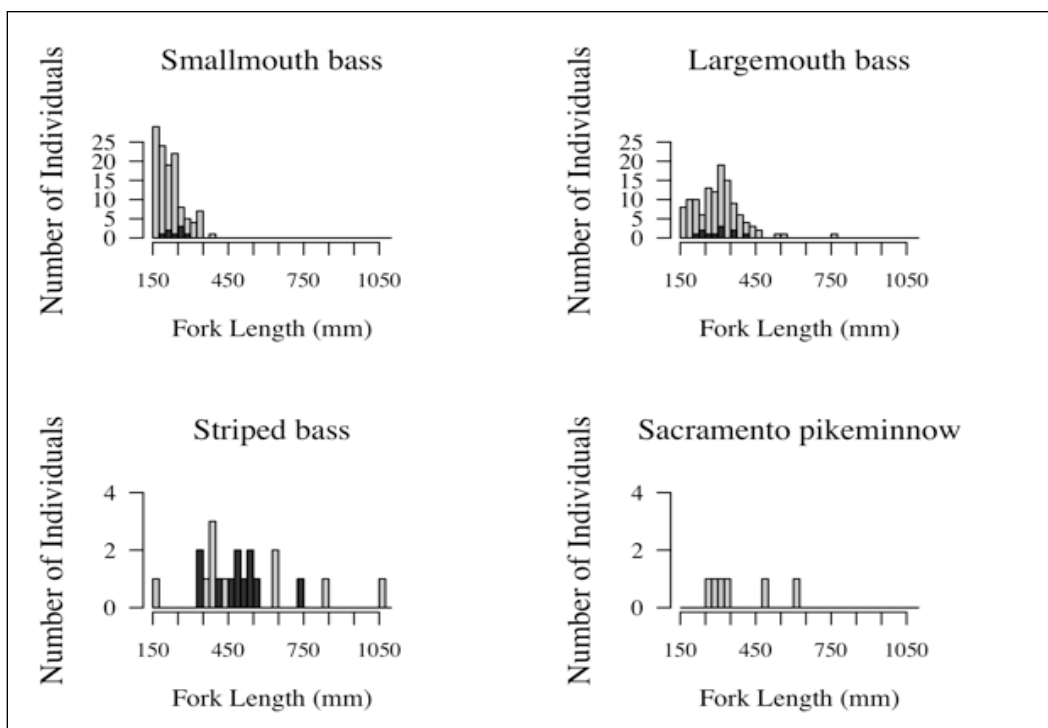 Smallmouth bass
Number of Individuals
25
20
15
10
5
0
150 450 750 1050
Fork Length (mm)
Largemouth bass
Number of Individuals
25
20
15
10
5
0
150 450 750 1050
Fork Length (mm)
Striped bass
Number of Individuals
4
2
0
150 450 750 1050
Fork Length (mm)
Sacramento pikeminnow
Number of Individuals
4
2
0
150 450 750 1050
Fork Length (mm)